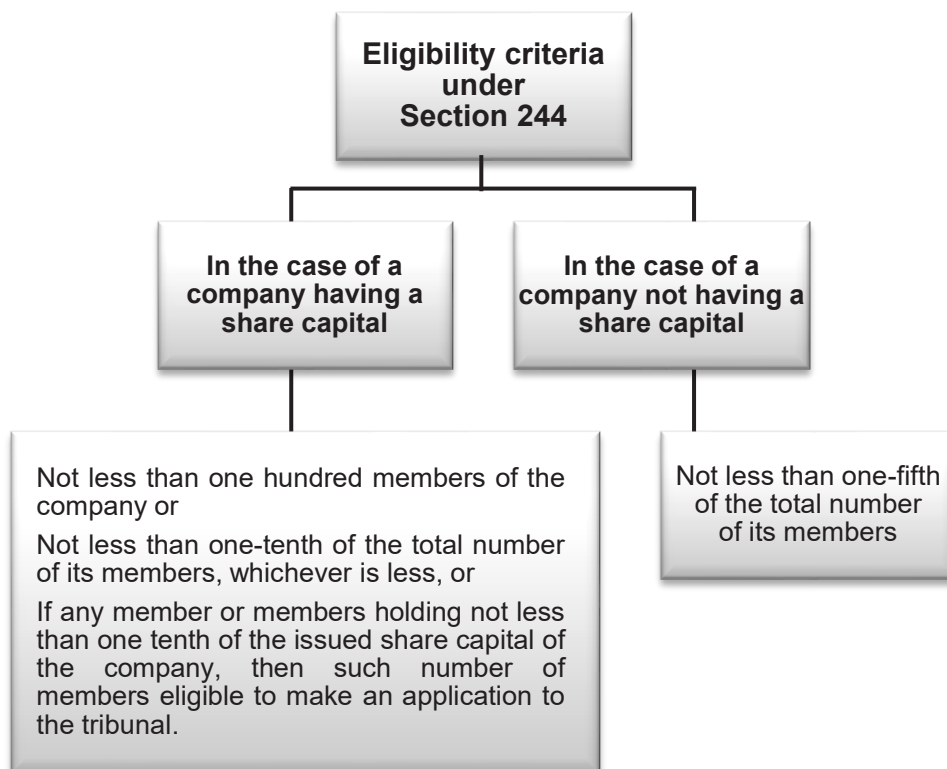 Eligibility criteria
under
Section 244
In the case of a
company having a
share capital
In the case of a
company not having a
share capital
Not less than one hundred members of the
company or
Not less than one-tenth of the total number
of its members, whichever is less, or
If any member or members holding not less
than one tenth of the issued share capital of
the company, then such number of
members eligible to make an application to
the tribunal.
Not less than one-fifth
of the total number
of its members